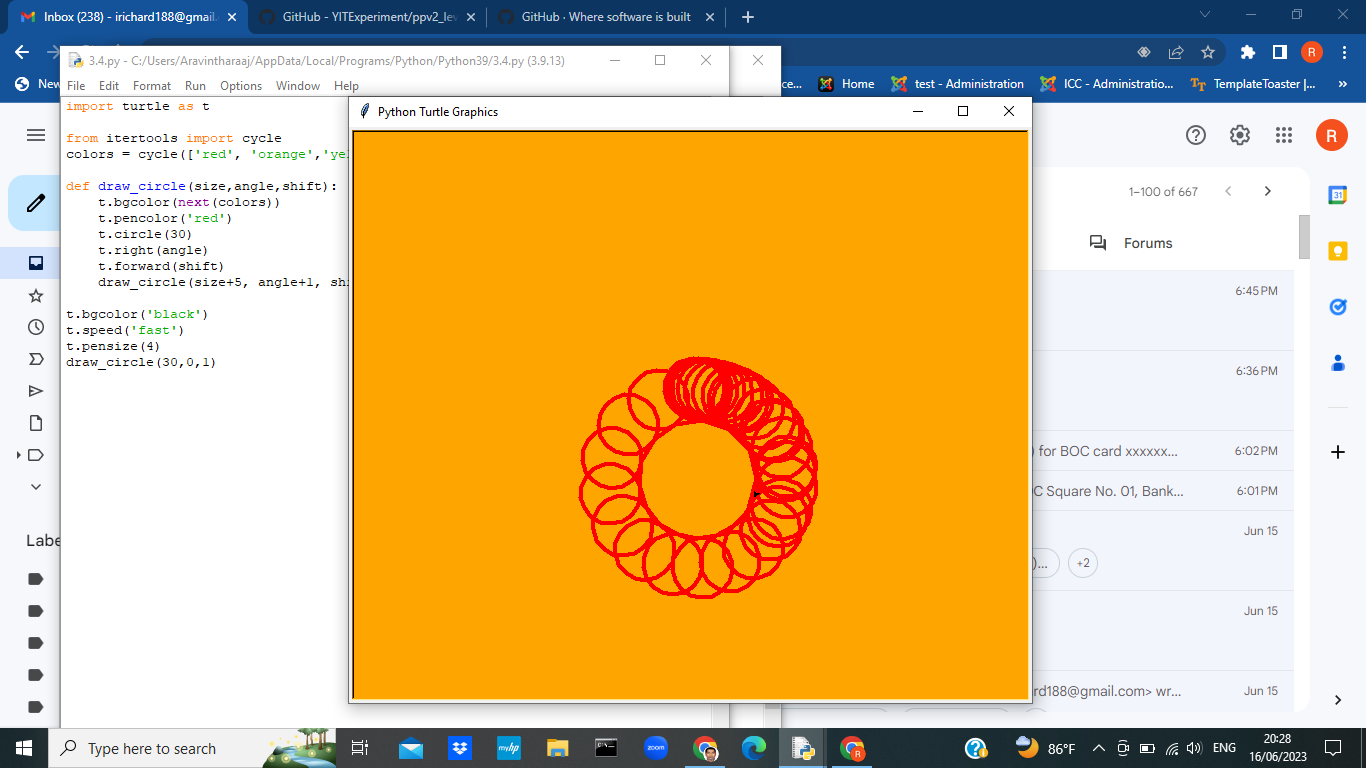 Inbox (238) - irichard188@gmail.
GitHub - YITExperiment/ppv2_lev
GitHub · Where software is built
New
ce...
Home
test - Administration
ICC - Administratio...
TemplateToaster |...
»
3.4.py - C:/Users/Aravintharaaj/AppData/Local/Programs/Python/Python39/3.4.py (3.9.13)
File Edit Format Run Options Window Help
import turtle as t
from itertools import cycle
colors = cycle(['red', 'orange','yel
def draw_circle(size,angle,shift):
t.bgcolor(next(colors))
t.pencolor('red')
t.circle(30)
t.right(angle)
t.forward(shift)
draw_circle(size+5, angle+1, shi
t.bgcolor('black')
t.speed('fast')
t.pensize(4)
draw_circle(30,0,1)
Python Turtle Graphics
R
R
31
1–100 of 667
Forums
6:45 PM
6:36 PM
) for BOC card xxxxxx...
6:02 PM
C Square No. 01, Bank...
6:01 PM
Jun 15
)...
+2
Jun 15
rd188@gmail.com> wr...
Jun 15
Labe
Type here to search
myhp
zoom
R
86°F
ENG
20:28
16/06/2023